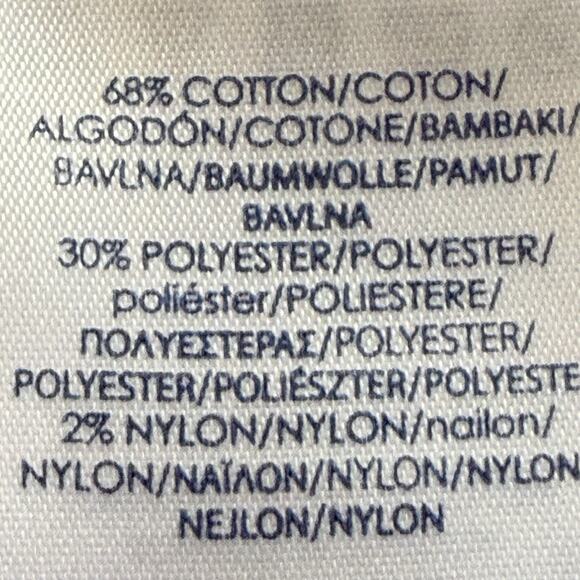 68% COTTON/COTON/
ALGODÓN/COTONE/BAMBAKI/
BAVLNA/BAUMWOLLE/PAMUT/
BAVLNA
30% POLYESTER/POLYESTER/
poliéster/POLIESTERE/
ΠΟΛΥΕΣΤΕΡΑΣ/POLYESTER/
POLYESTER/POLIÉSZTER/POLYESTE
2% NYLON/NYLON/nailon/
NYLON/ΝΑΪΛΟΝ/NYLON/NYLON
NEJLON/NYLON